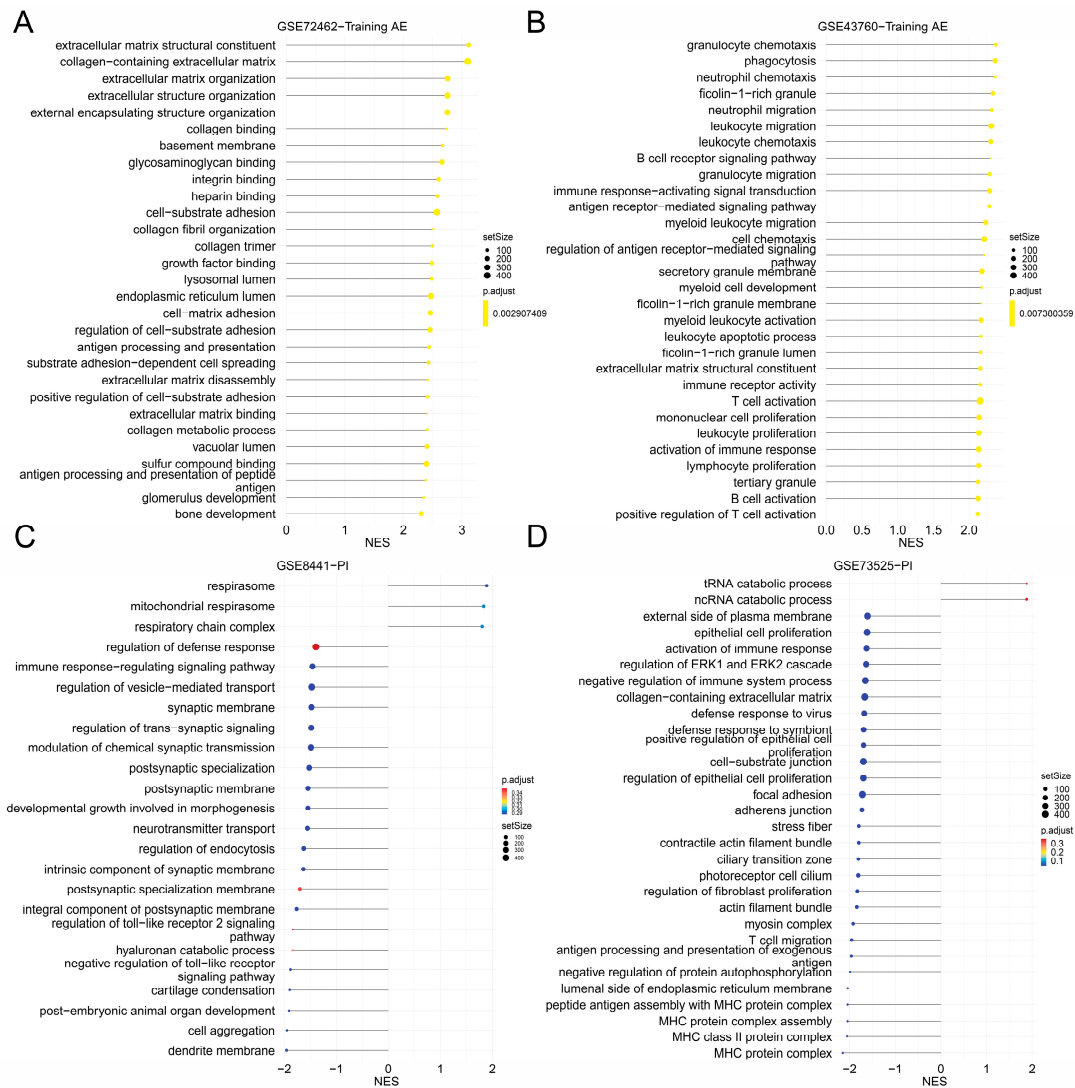 A
GSE72462−Training AE
extracellular matrix structural constituent
collagen−containing extracellular matrix
extracellular matrix organization
extracellular structure organization
external encapsulating structure organization
collagen binding
basement membrane
glycosaminoglycan binding
integrin binding
heparin binding
cell−substrate adhesion
collagen fibril organization
collagen trimer
growth factor binding
lysosomal lumen
endoplasmic reticulum lumen
cell−matrix adhesion
regulation of cell−substrate adhesion
antigen processing and presentation
substrate adhesion−dependent cell spreading
extracellular matrix disassembly
positive regulation of cell−substrate adhesion
extracellular matrix binding
collagen metabolic process
vacuolar lumen
sulfur compound binding
antigen processing and presentation of peptide
antigen
glomerulus development
bone development
0 1 2 3
NES
setSize
100
200
300
400
p.adjust
0.002907409
B
GSE43760−Training AE
granulocyte chemotaxis
phagocytosis
neutrophil chemotaxis
ficolin−1−rich granule
neutrophil migration
leukocyte migration
leukocyte chemotaxis
B cell receptor signaling pathway
granulocyte migration
immune response−activating signal transduction
antigen receptor−mediated signaling pathway
myeloid leukocyte migration
cell chemotaxis
regulation of antigen receptor−mediated signaling
pathway
secretory granule membrane
myeloid cell development
ficolin−1−rich granule membrane
myeloid leukocyte activation
leukocyte apoptotic process
ficolin−1−rich granule lumen
extracellular matrix structural constituent
immune receptor activity
T cell activation
mononuclear cell proliferation
leukocyte proliferation
activation of immune response
lymphocyte proliferation
tertiary granule
B cell activation
positive regulation of T cell activation
0.0 0.5 1.0 1.5 2.0
NES
setSize
100
200
300
400
p.adjust
0.007300359
C
GSE8441−PI
respirasome
mitochondrial respirasome
respiratory chain complex
regulation of defense response
immune response−regulating signaling pathway
regulation of vesicle−mediated transport
synaptic membrane
regulation of trans−synaptic signaling
modulation of chemical synaptic transmission
postsynaptic specialization
postsynaptic membrane
developmental growth involved in morphogenesis
neurotransmitter transport
regulation of endocytosis
intrinsic component of synaptic membrane
postsynaptic specialization membrane
integral component of postsynaptic membrane
regulation of toll−like receptor 2 signaling
pathway
hyaluronan catabolic process
negative regulation of toll−like receptor
signaling pathway
cartilage condensation
post−embryonic animal organ development
cell aggregation
dendrite membrane
−2 −1 0 1 2
NES
p.adjust
0.34
0.29
setSize
100
200
300
400
D
GSE73525−PI
tRNA catabolic process
ncRNA catabolic process
external side of plasma membrane
epithelial cell proliferation
activation of immune response
regulation of ERK1 and ERK2 cascade
negative regulation of immune system process
collagen−containing extracellular matrix
defense response to virus
defense response to symbiont
positive regulation of epithelial cell
proliferation
cell−substrate junction
regulation of epithelial cell proliferation
focal adhesion
adherens junction
stress fiber
contractile actin filament bundle
ciliary transition zone
photoreceptor cell cilium
regulation of fibroblast proliferation
actin filament bundle
myosin complex
T cell migration
antigen processing and presentation of exogenous
antigen
negative regulation of protein autophosphorylation
lumenal side of endoplasmic reticulum membrane
peptide antigen assembly with MHC protein complex
MHC protein complex assembly
MHC class II protein complex
MHC protein complex
−2 −1 0 1 2
NES
setSize
100
200
300
400
p.adjust
0.3
0.2
0.1